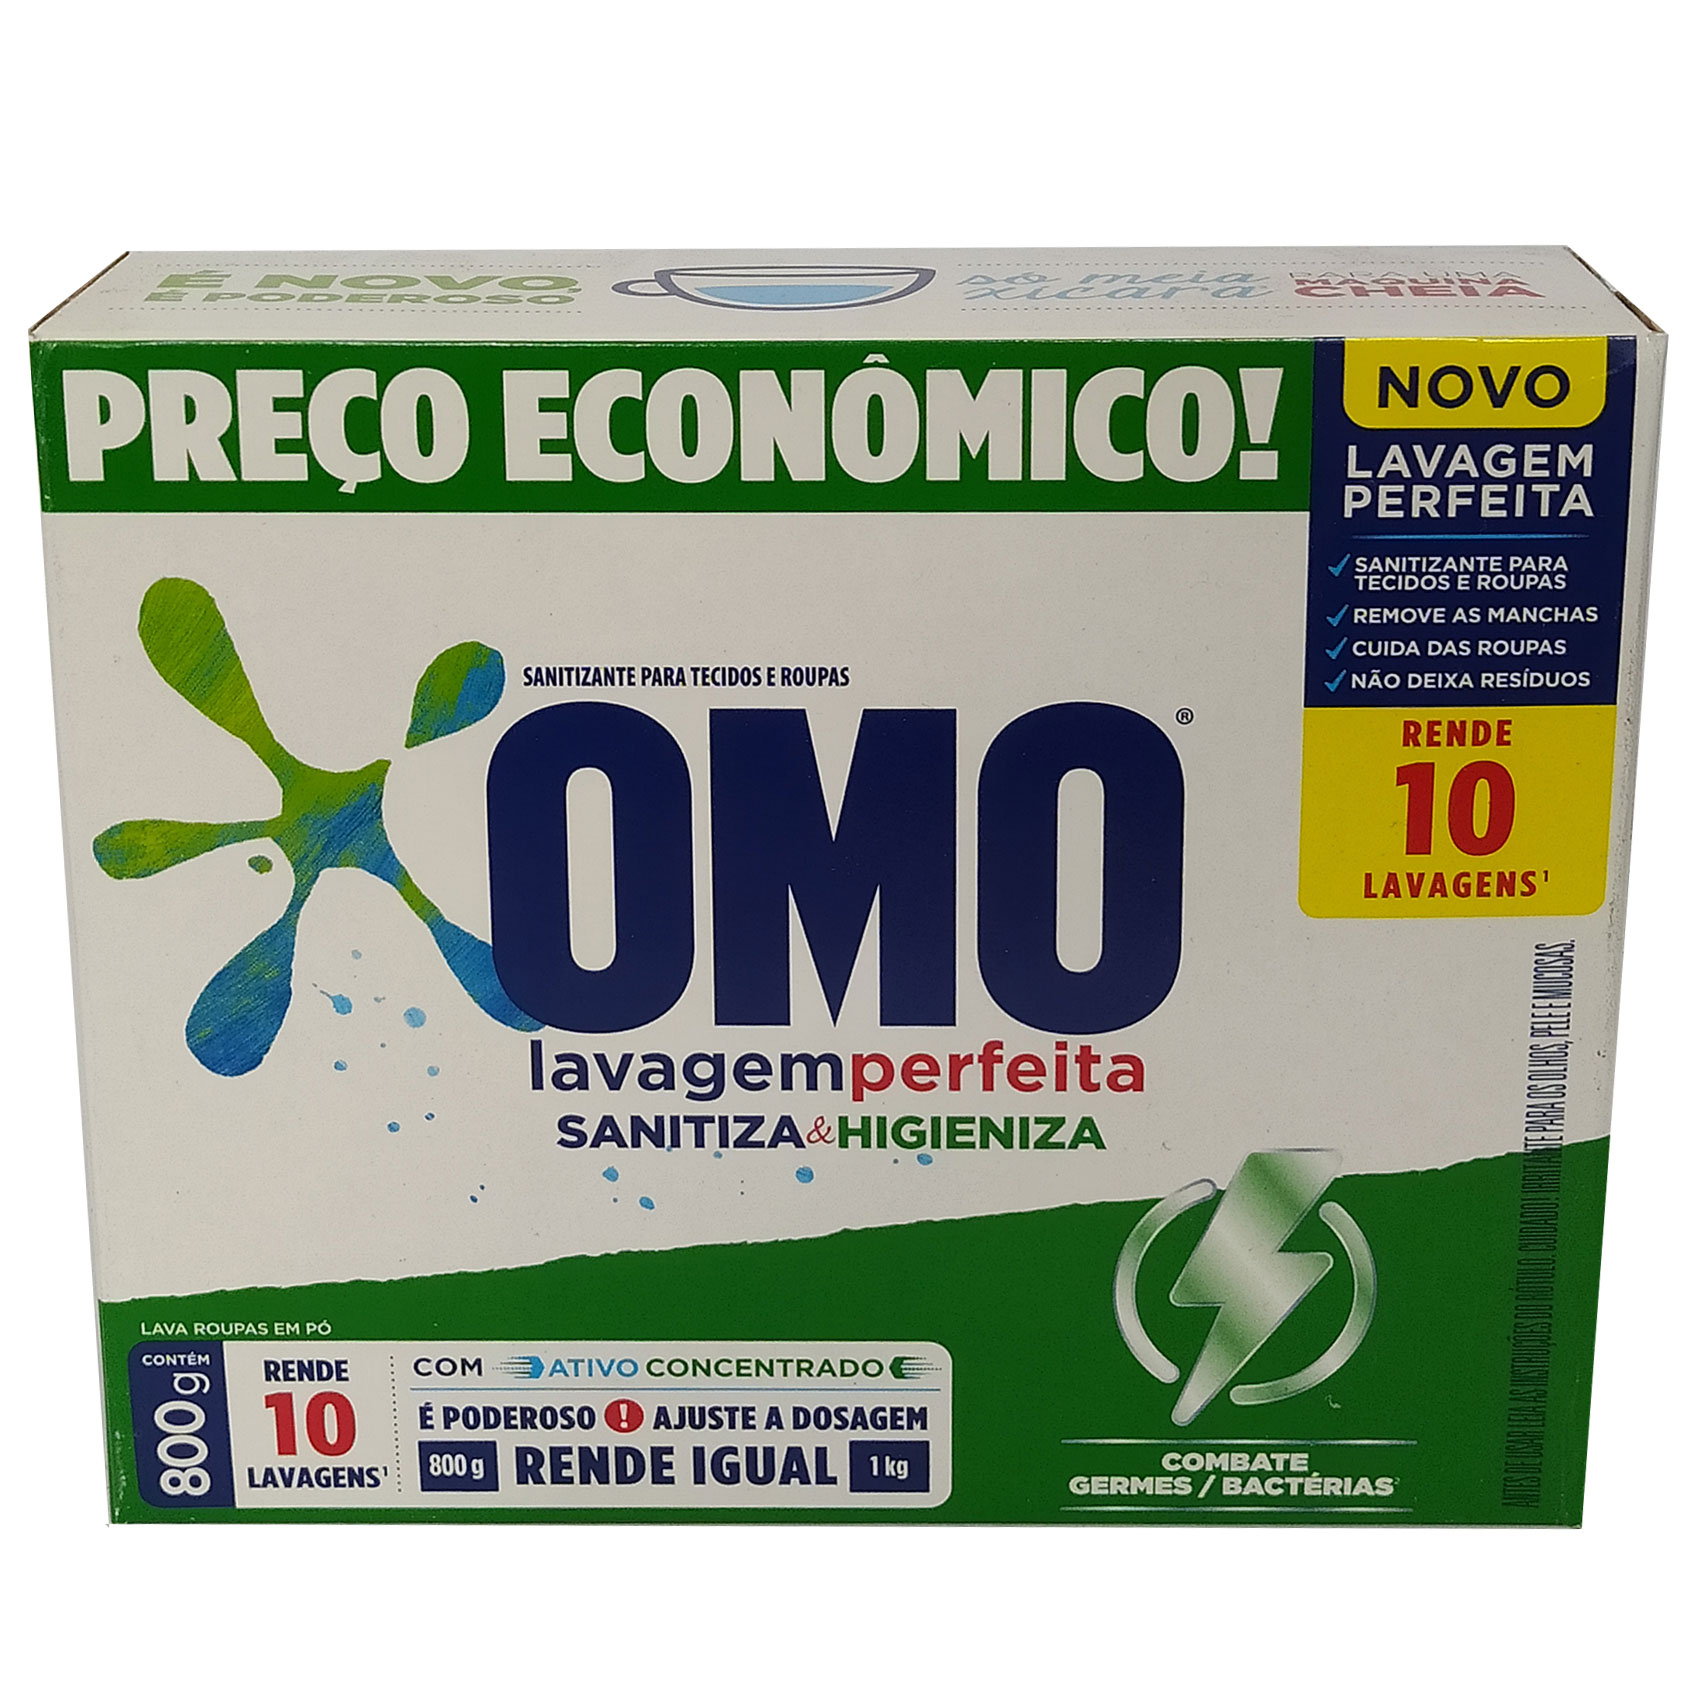 É NOVO,
É PODEROSO
só meia
xícara
PARA UMA
MÁQUINA
CHEIA
PREÇO ECONÔMICO!
NOVO
LAVAGEM
PERFEITA
SANITIZANTE PARA
TECIDOS E ROUPAS
REMOVE AS MANCHAS
CUIDA DAS ROUPAS
NÃO DEIXA RESÍDUOS
RENDE
10
LAVAGENS¹
SANITIZANTE PARA TECIDOS E ROUPAS
OMO®
lavagemperfeita
SANITIZA&HIGIENIZA
LAVA ROUPAS EM PÓ
CONTÉM
800g
RENDE
10
LAVAGENS¹
COM ATIVO CONCENTRADO
É PODEROSO ! AJUSTE A DOSAGEM
800 g RENDE IGUAL 1 kg
COMBATE
GERMES / BACTÉRIAS²
ANTES DE USAR LEIA AS INSTRUÇÕES DO RÓTULO. CUIDADO! IRRITANTE PARA OS OLHOS, PELE E MUCOSAS.